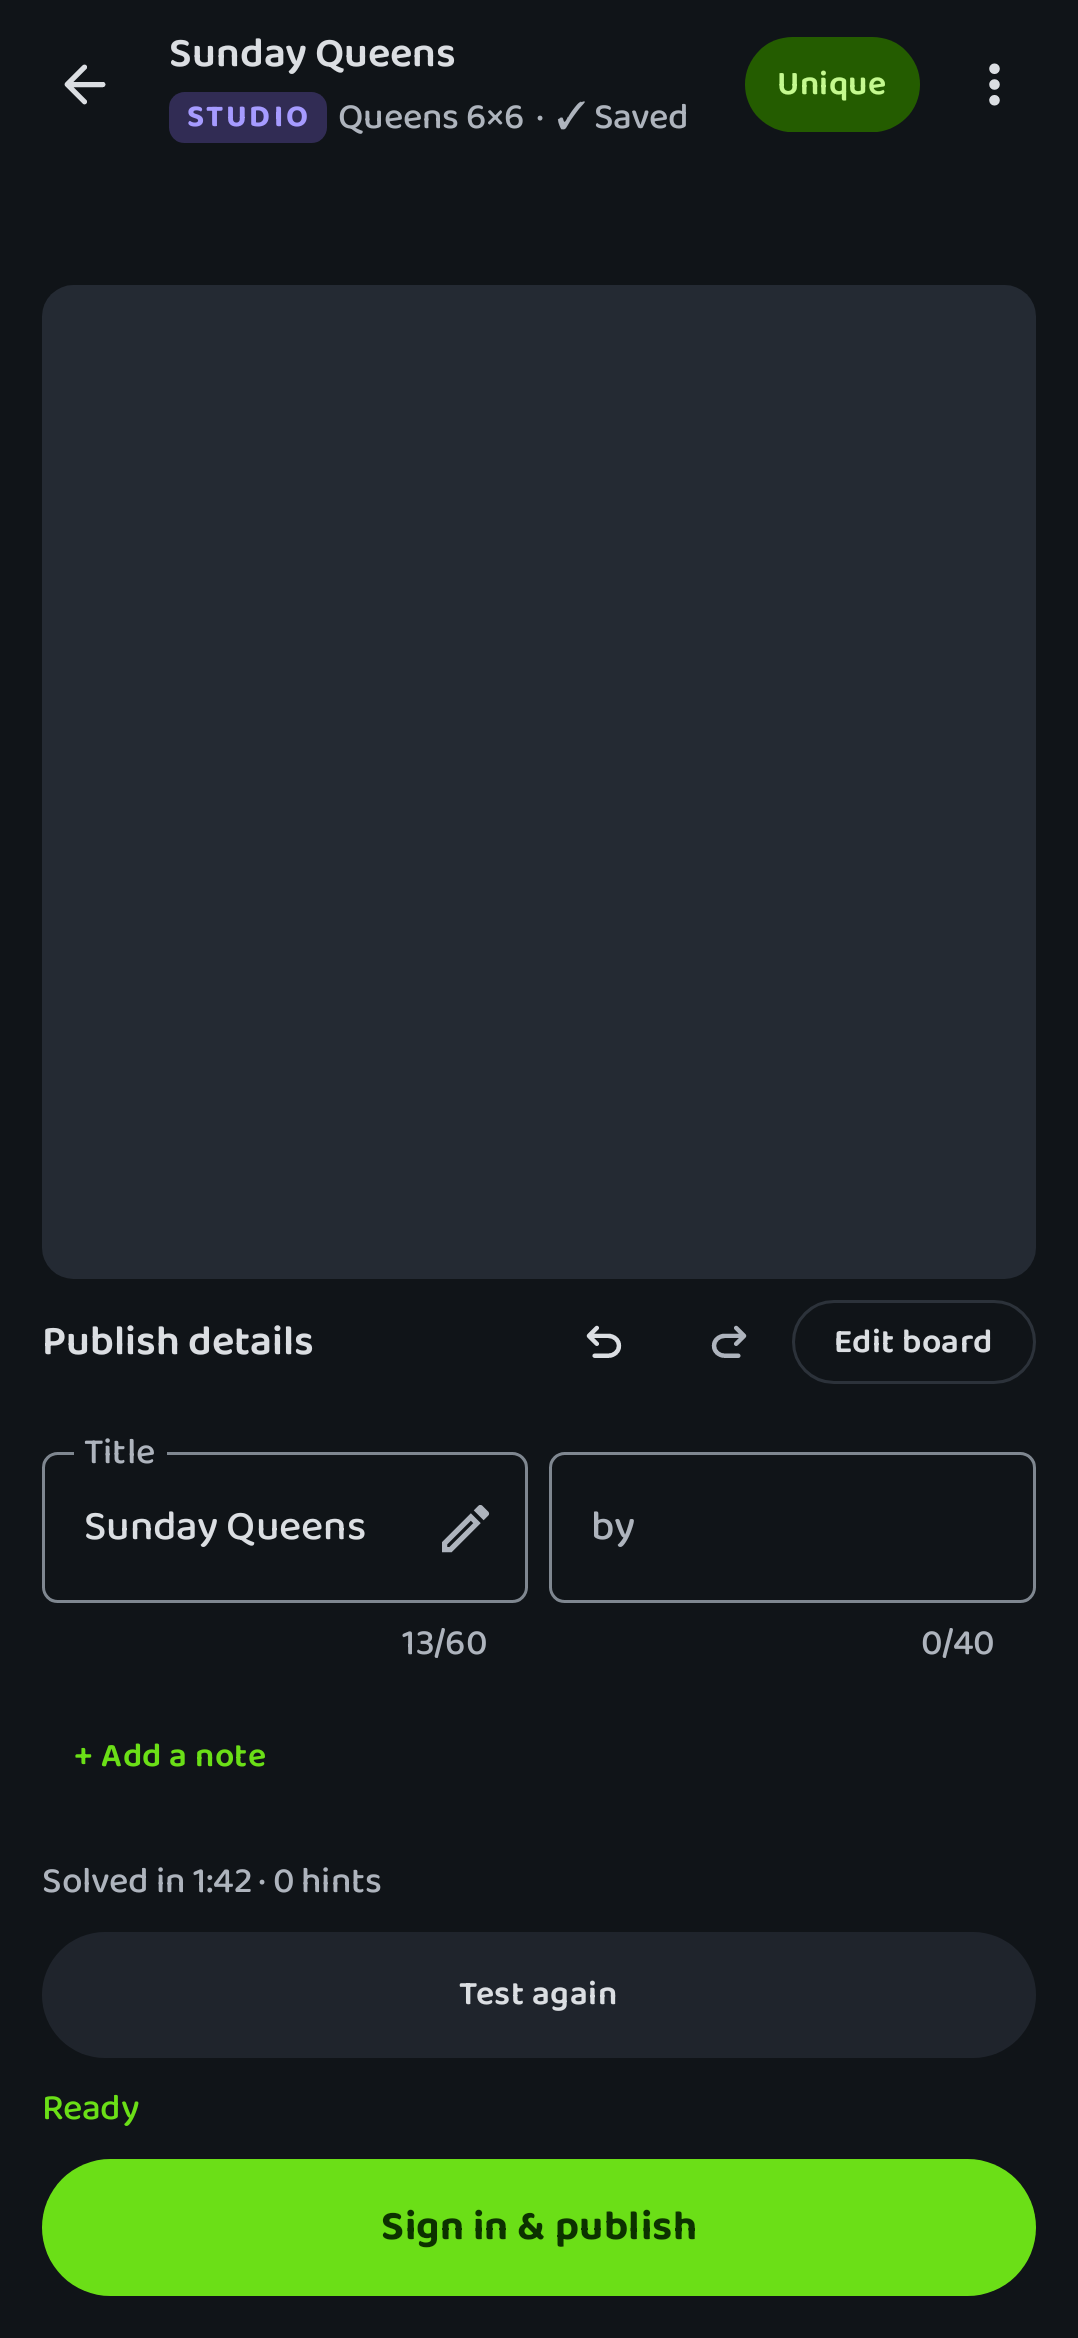 Sunday Queens
STUDIO Queens 6×6 · ✓ Saved
Unique
Publish details
Edit board
Title
Sunday Queens
by
13/60
0/40
+ Add a note
Solved in 1:42 · 0 hints
Test again
Ready
Sign in & publish